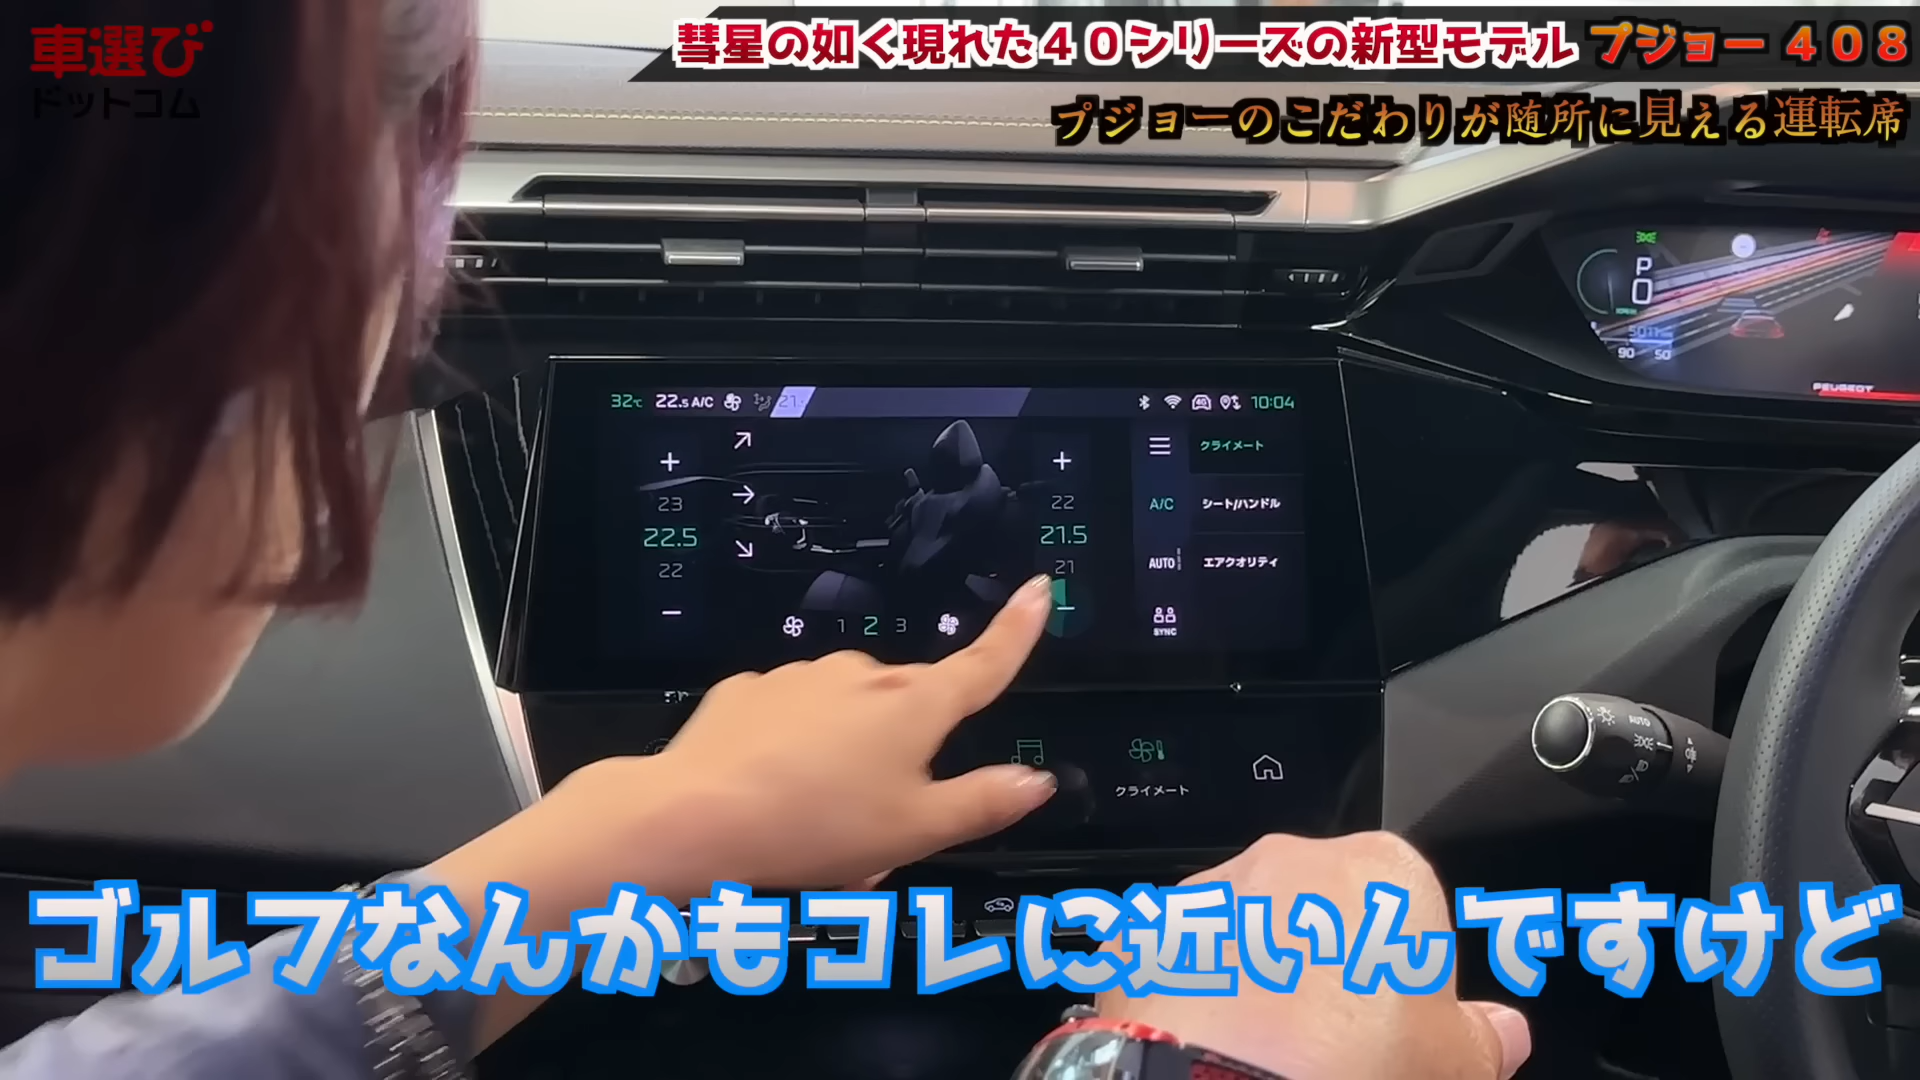 車選び
ドットコム
彗星の如く現れた40シリーズの新型モデル プジョー 408
プジョーのこだわりが随所に見える運転席
P
0
90 50
PEUGEOT
32℃ 22.5 A/C 21. 10:04
+
23
22.5
22
−
1 2 3
+
22
21.5
21
−
クライメート
A/C シート/ハンドル
AUTO エアクオリティ
SYNC
クライメート
AUTO
ゴルフなんかもコレに近いんですけど